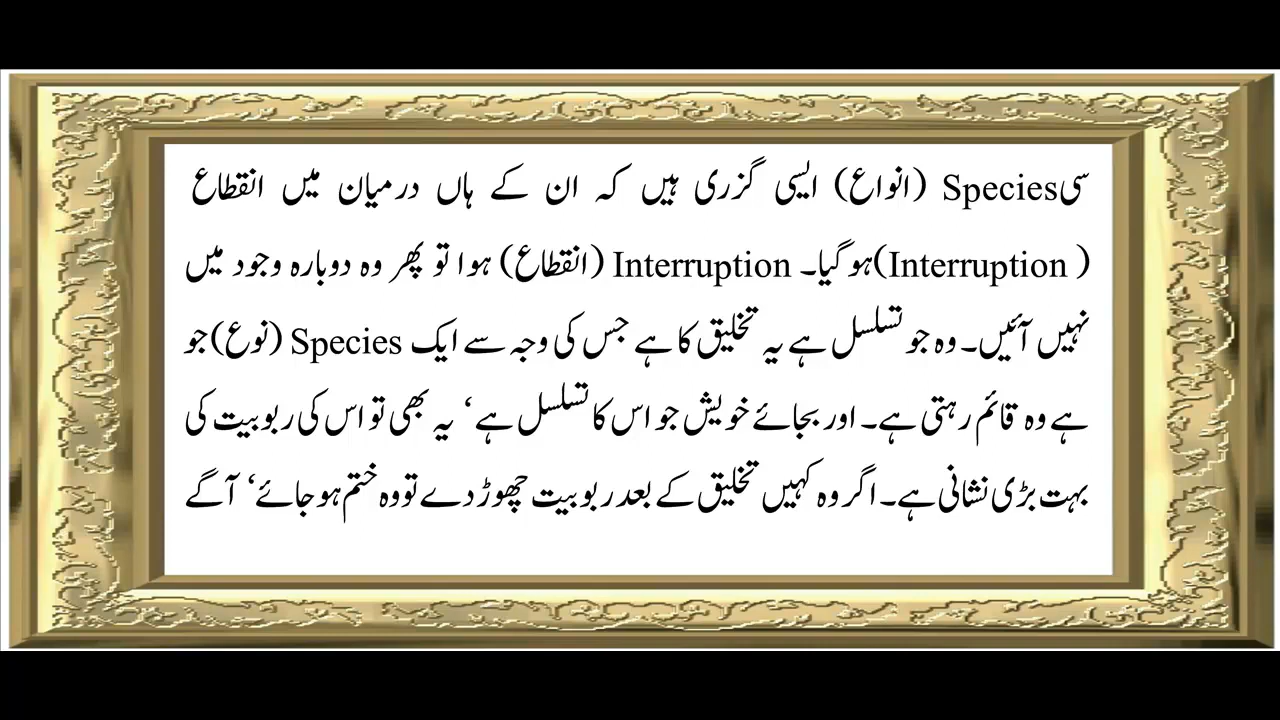 سی Species (انواع) ایسی گزری ہیں کہ ان کے ہاں درمیان میں انقطاع
(Interruption) ہو گیا۔ Interruption (انقطاع) ہوا تو پھر وہ دوبارہ وجود میں
نہیں آئیں۔ وہ جو تسلسل ہے یہ تخلیق کا ہے جس کی وجہ سے ایک Species (نوع) جو
ہے وہ قائم رہتی ہے۔ اور بجائے خویش جو اس کا تسلسل ہے‘ یہ بھی تو اس کی ربوبیت کی
بہت بڑی نشانی ہے۔ اگر وہ کہیں تخلیق کے بعد ربوبیت چھوڑ دے تو وہ ختم ہو جائے‘ آگے